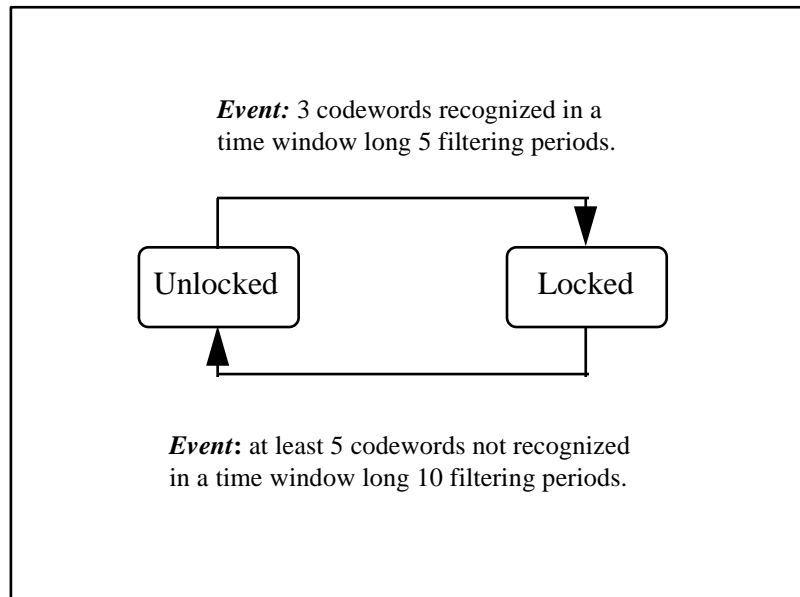 Event: 3 codewords recognized in a
time window long 5 filtering periods.
Unlocked
Locked
Event: at least 5 codewords not recognized
in a time window long 10 filtering periods.